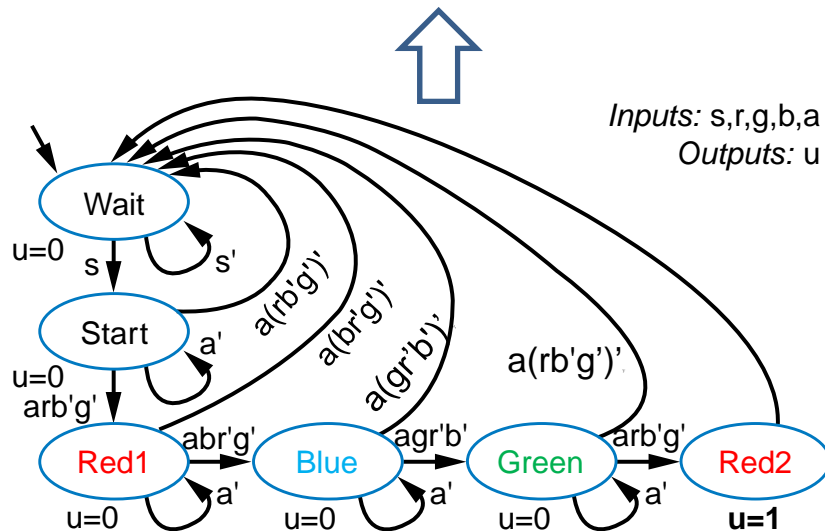 Inputs: s,r,g,b,a
Outputs: u
Wait
u=0
s
s'
Start
a'
u=0
a(rb'g')'
a(br'g')'
a(gr'b')'
a(rb'g')'
arb'g'
Red1
abr'g'
Blue
agr'b'
Green
arb'g'
Red2
a'
a'
a'
u=0
u=0
u=0
u=1